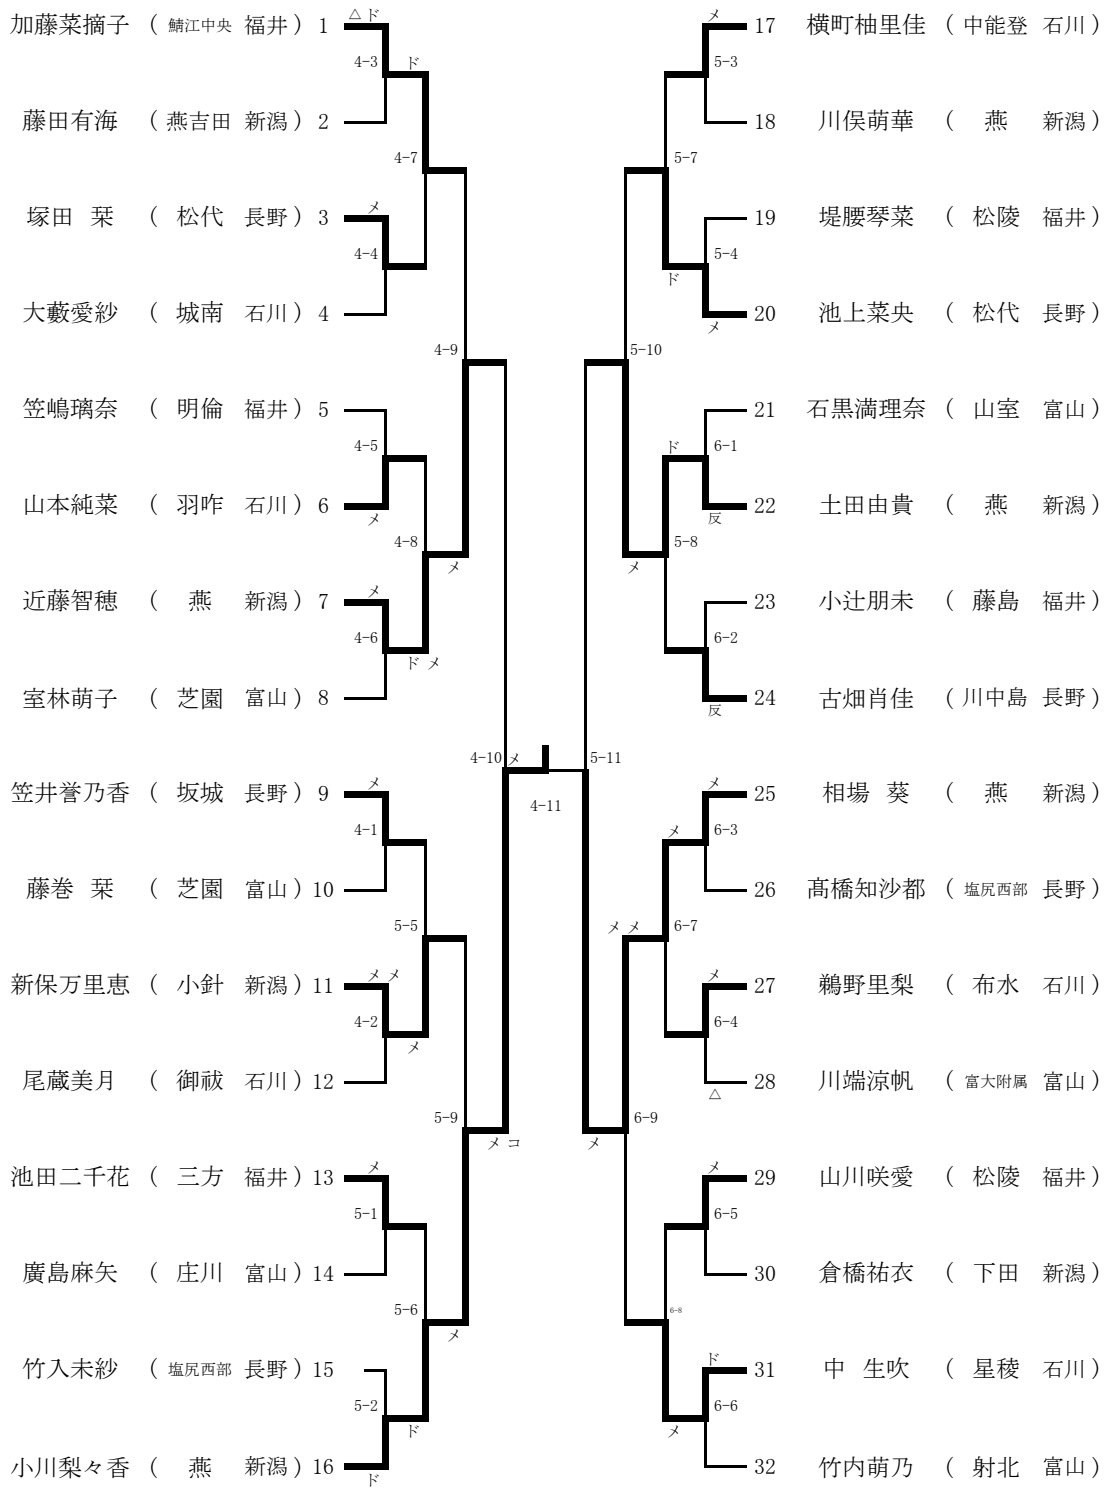 加藤菜摘子 （ 鯖江中央 福井 ）1 △ ド
4-3 ド
藤田有海 （ 燕吉田 新潟 ）2
4-7
塚田 栞 （ 松代 長野 ）3 メ
4-4
大藪愛紗 （ 城南 石川 ）4
4-9
笠嶋璃奈 （ 明倫 福井 ）5
4-5
山本純菜 （ 羽咋 石川 ）6
メ
4-8
メ
近藤智穂 （ 燕 新潟 ）7 メ
4-6
ド メ
室林萌子 （ 芝園 富山 ）8
4-10 メ
4-11
笠井誉乃香 （ 坂城 長野 ）9 メ
4-1
藤巻 栞 （ 芝園 富山 ）10
5-5
新保万里恵 （ 小針 新潟 ）11 メ メ
4-2
メ
尾蔵美月 （ 御祓 石川 ）12
5-9
メ コ
池田二千花 （ 三方 福井 ）13 メ
5-1
廣島麻矢 （ 庄川 富山 ）14
5-6
メ
竹入未紗 （ 塩尻西部 長野 ）15
5-2
ド
小川梨々香 （ 燕 新潟 ）16
ド
メ 17 横町柚里佳 （ 中能登 石川 ）
5-3
18 川俣萌華 （ 燕 新潟 ）
5-7
19 堤腰琴菜 （ 松陵 福井 ）
5-4
ド
20 池上菜央 （ 松代 長野 ）
メ
5-10
21 石黒満理奈 （ 山室 富山 ）
ド 6-1
22 土田由貴 （ 燕 新潟 ）
反
5-8
メ
23 小辻朋未 （ 藤島 福井 ）
6-2
24 古畑肖佳 （ 川中島 長野 ）
反
5-11
メ 25 相場 葵 （ 燕 新潟 ）
メ 6-3
26 髙橋知沙都 （ 塩尻西部 長野 ）
メ メ 6-7
メ 27 鵜野里梨 （ 布水 石川 ）
6-4
28 川端涼帆 （ 富大附属 富山 ）
△
6-9
メ
メ 29 山川咲愛 （ 松陵 福井 ）
6-5
30 倉橋祐衣 （ 下田 新潟 ）
6-8
ド 31 中 生吹 （ 星稜 石川 ）
6-6
メ
32 竹内萌乃 （ 射北 富山 ）